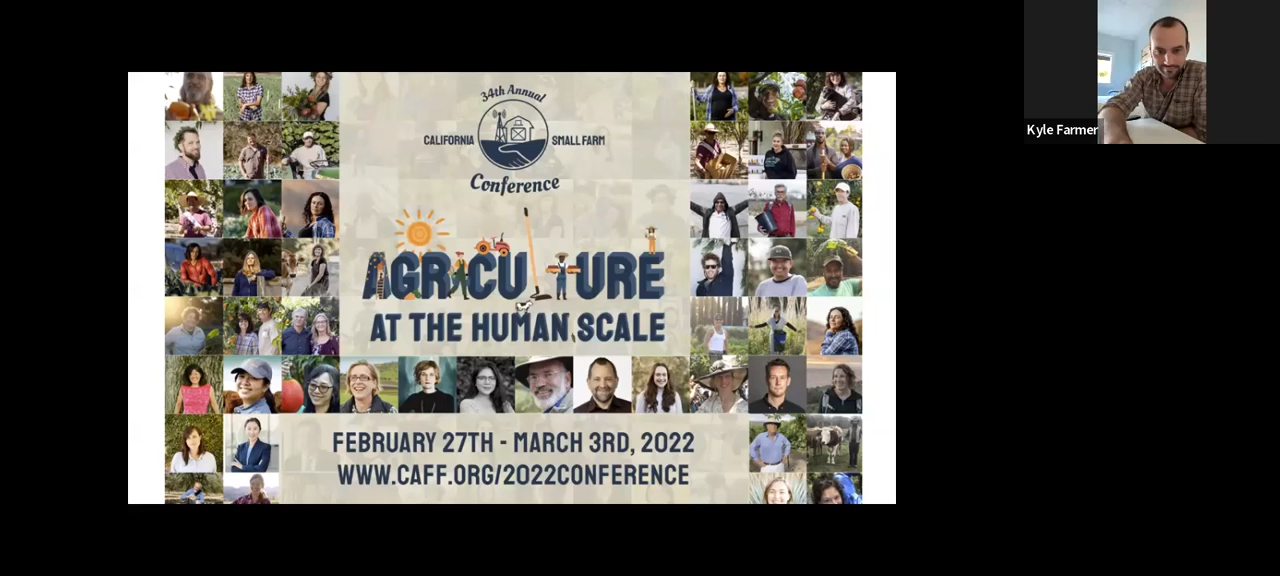 34th Annual
CALIFORNIA SMALL FARM
Conference
AGRICULTURE
AT THE HUMAN SCALE
FEBRUARY 27TH - MARCH 3RD, 2022
WWW.CAFF.ORG/2022CONFERENCE
Kyle Farmer